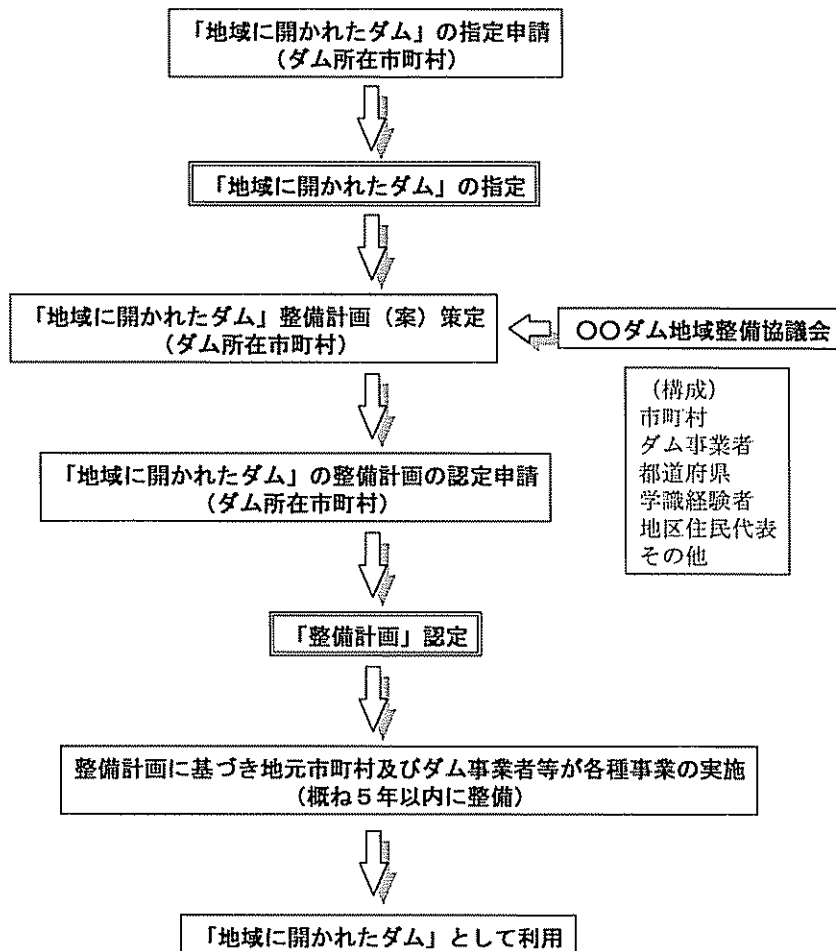 「地域に開かれたダム」の指定申請
(ダム所在市町村)
「地域に開かれたダム」の指定
「地域に開かれたダム」整備計画(案)策定
(ダム所在市町村)
〇〇ダム地域整備協議会
(構成)
市町村
ダム事業者
都道府県
学識経験者
地区住民代表
その他
「地域に開かれたダム」の整備計画の認定申請
(ダム所在市町村)
「整備計画」認定
整備計画に基づき地元市町村及びダム事業者等が各種事業の実施
(概ね5年以内に整備)
「地域に開かれたダム」として利用